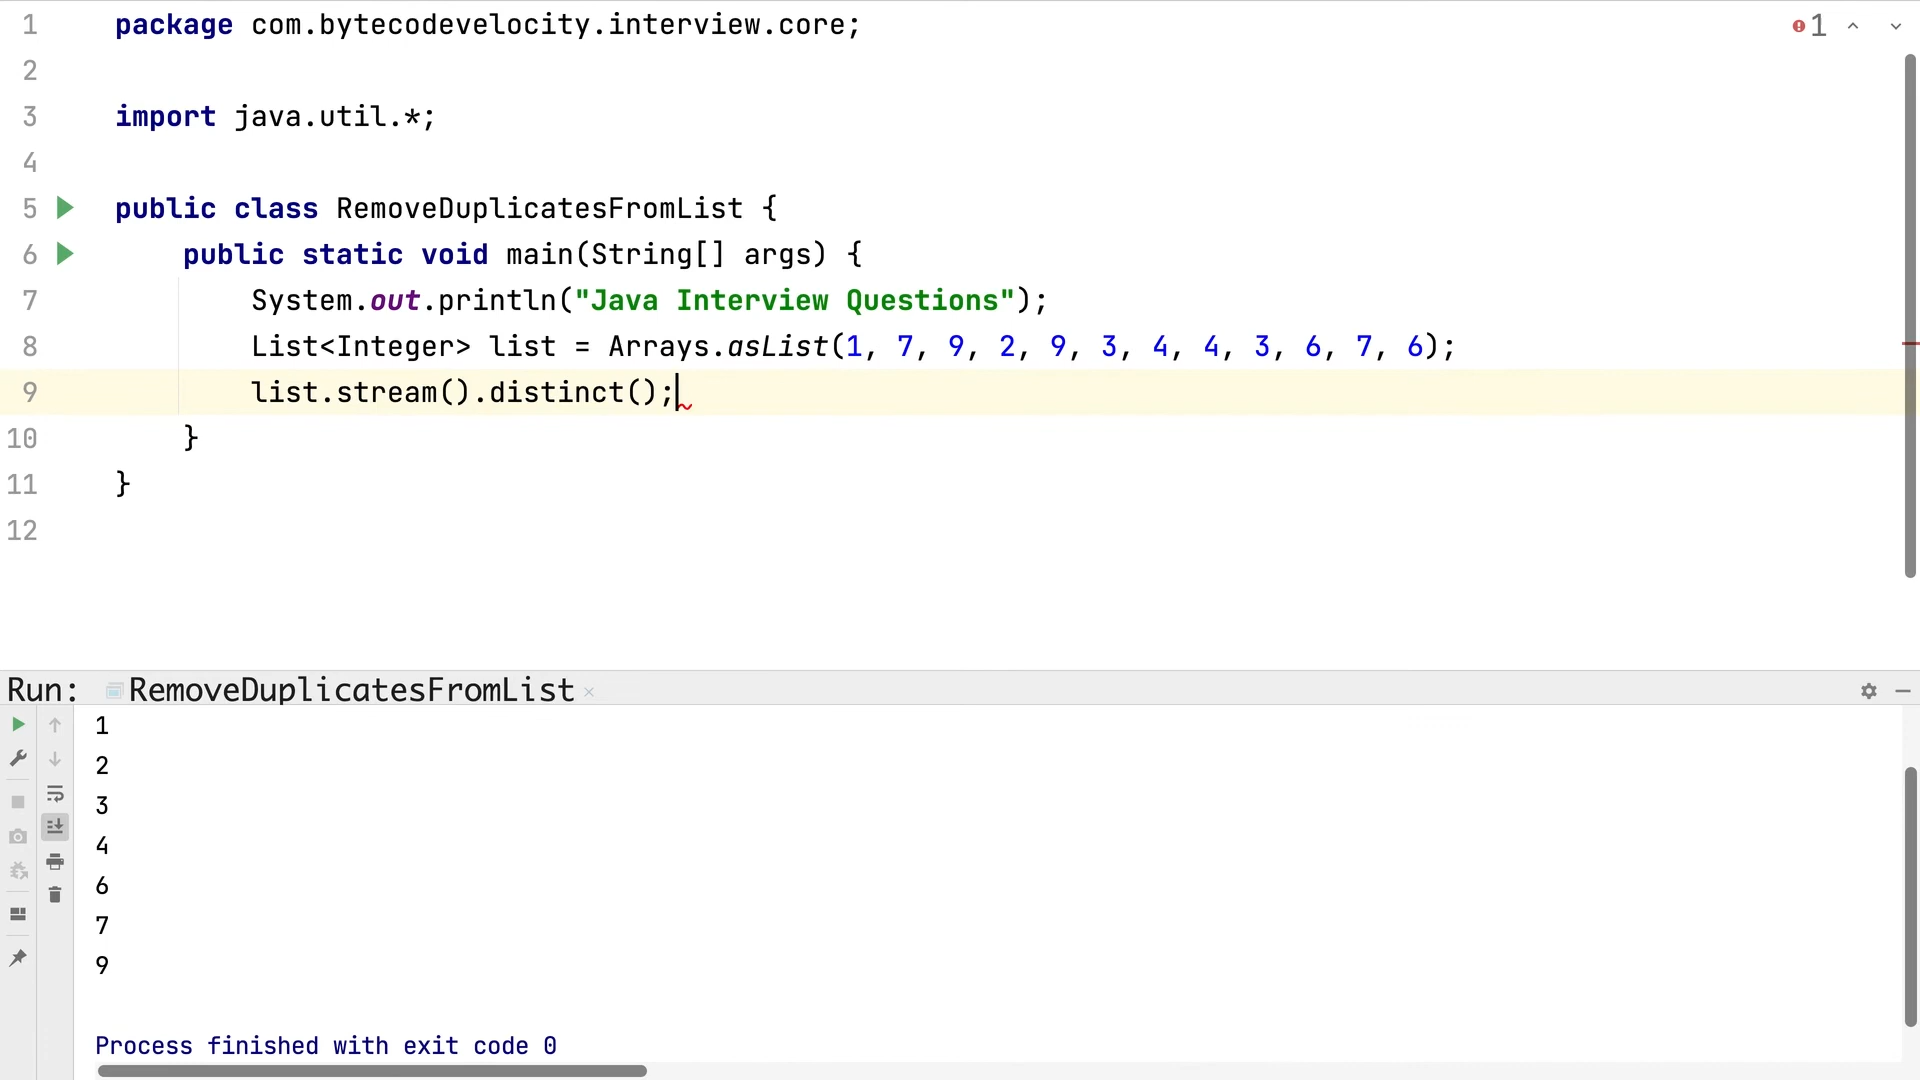 1 package com.bytecodevelocity.interview.core;
1
2
3 import java.util.*;
4
5 public class RemoveDuplicatesFromList {
6 public static void main(String[] args) {
7 System.out.println("Java Interview Questions");
8 List<Integer> list = Arrays.asList(1, 7, 9, 2, 9, 3, 4, 4, 3, 6, 7, 6);
9 list.stream().distinct();
10 }
11 }
12
Run: RemoveDuplicatesFromList
1
2
3
4
6
7
9
Process finished with exit code 0